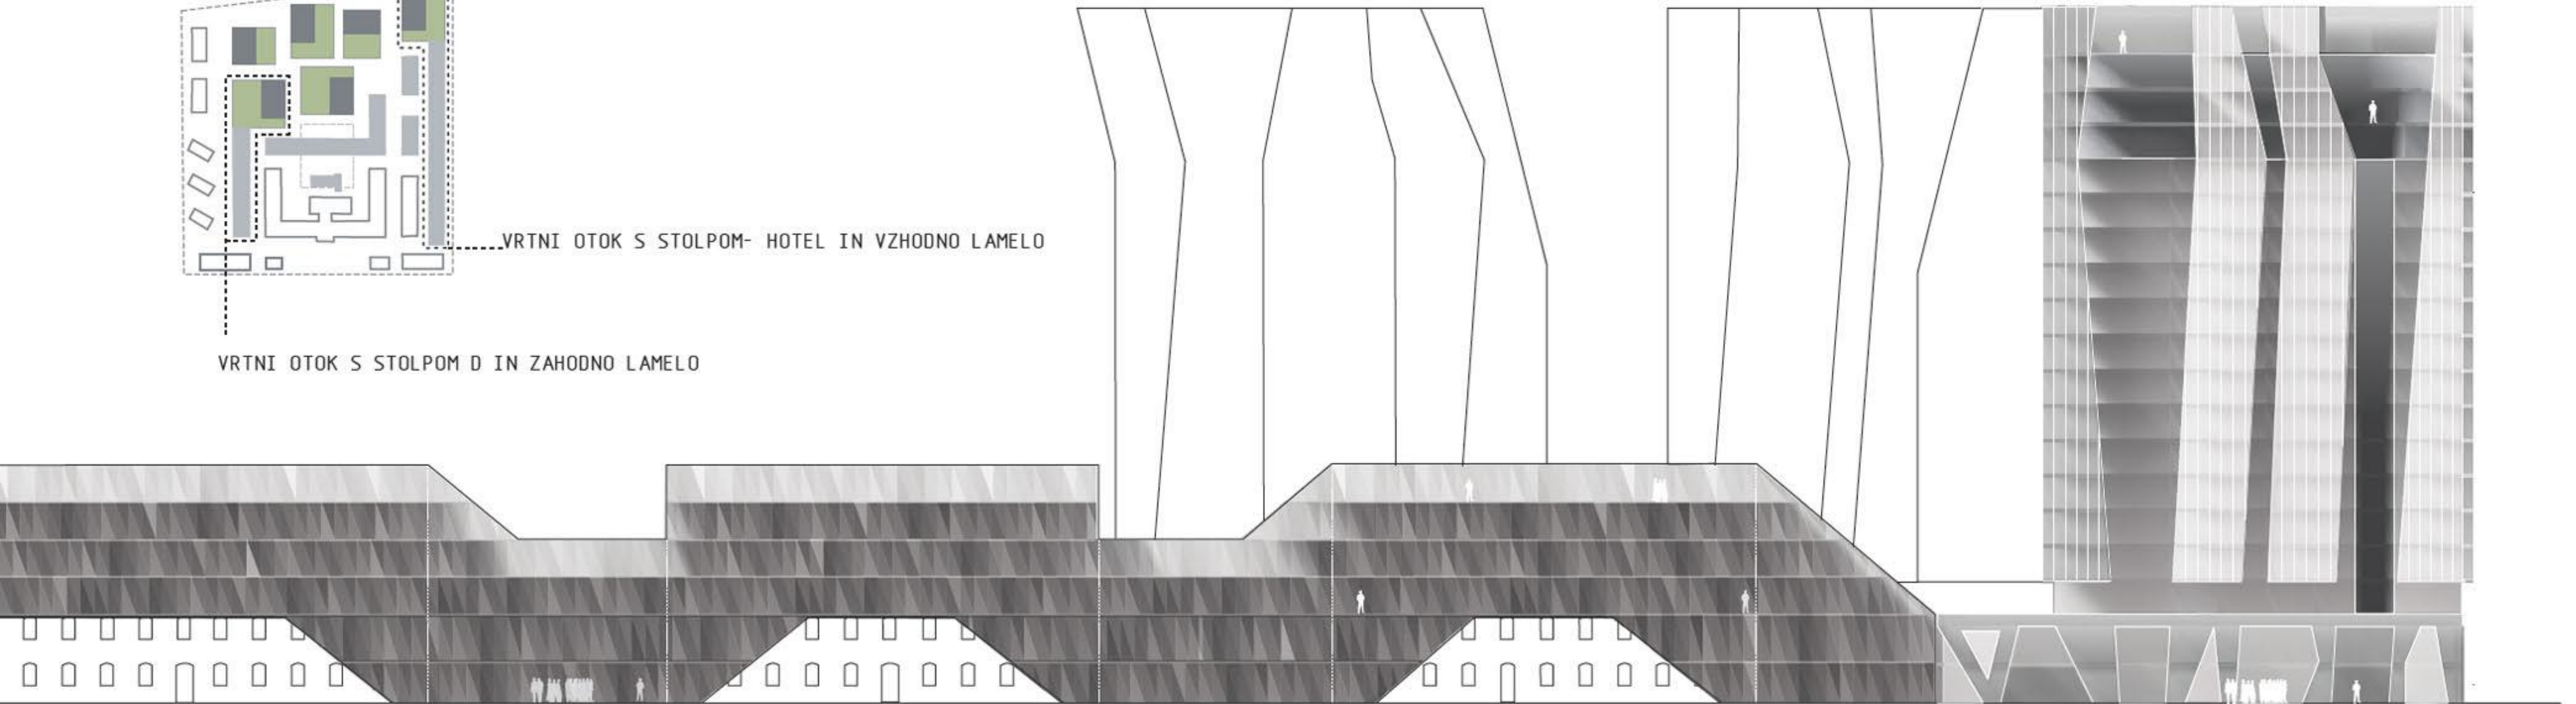 VRTNI OTOK S STOLPOM- HOTEL IN VZHODNO LAMELO
VRTNI OTOK S STOLPOM D IN ZAHODNO LAMELO